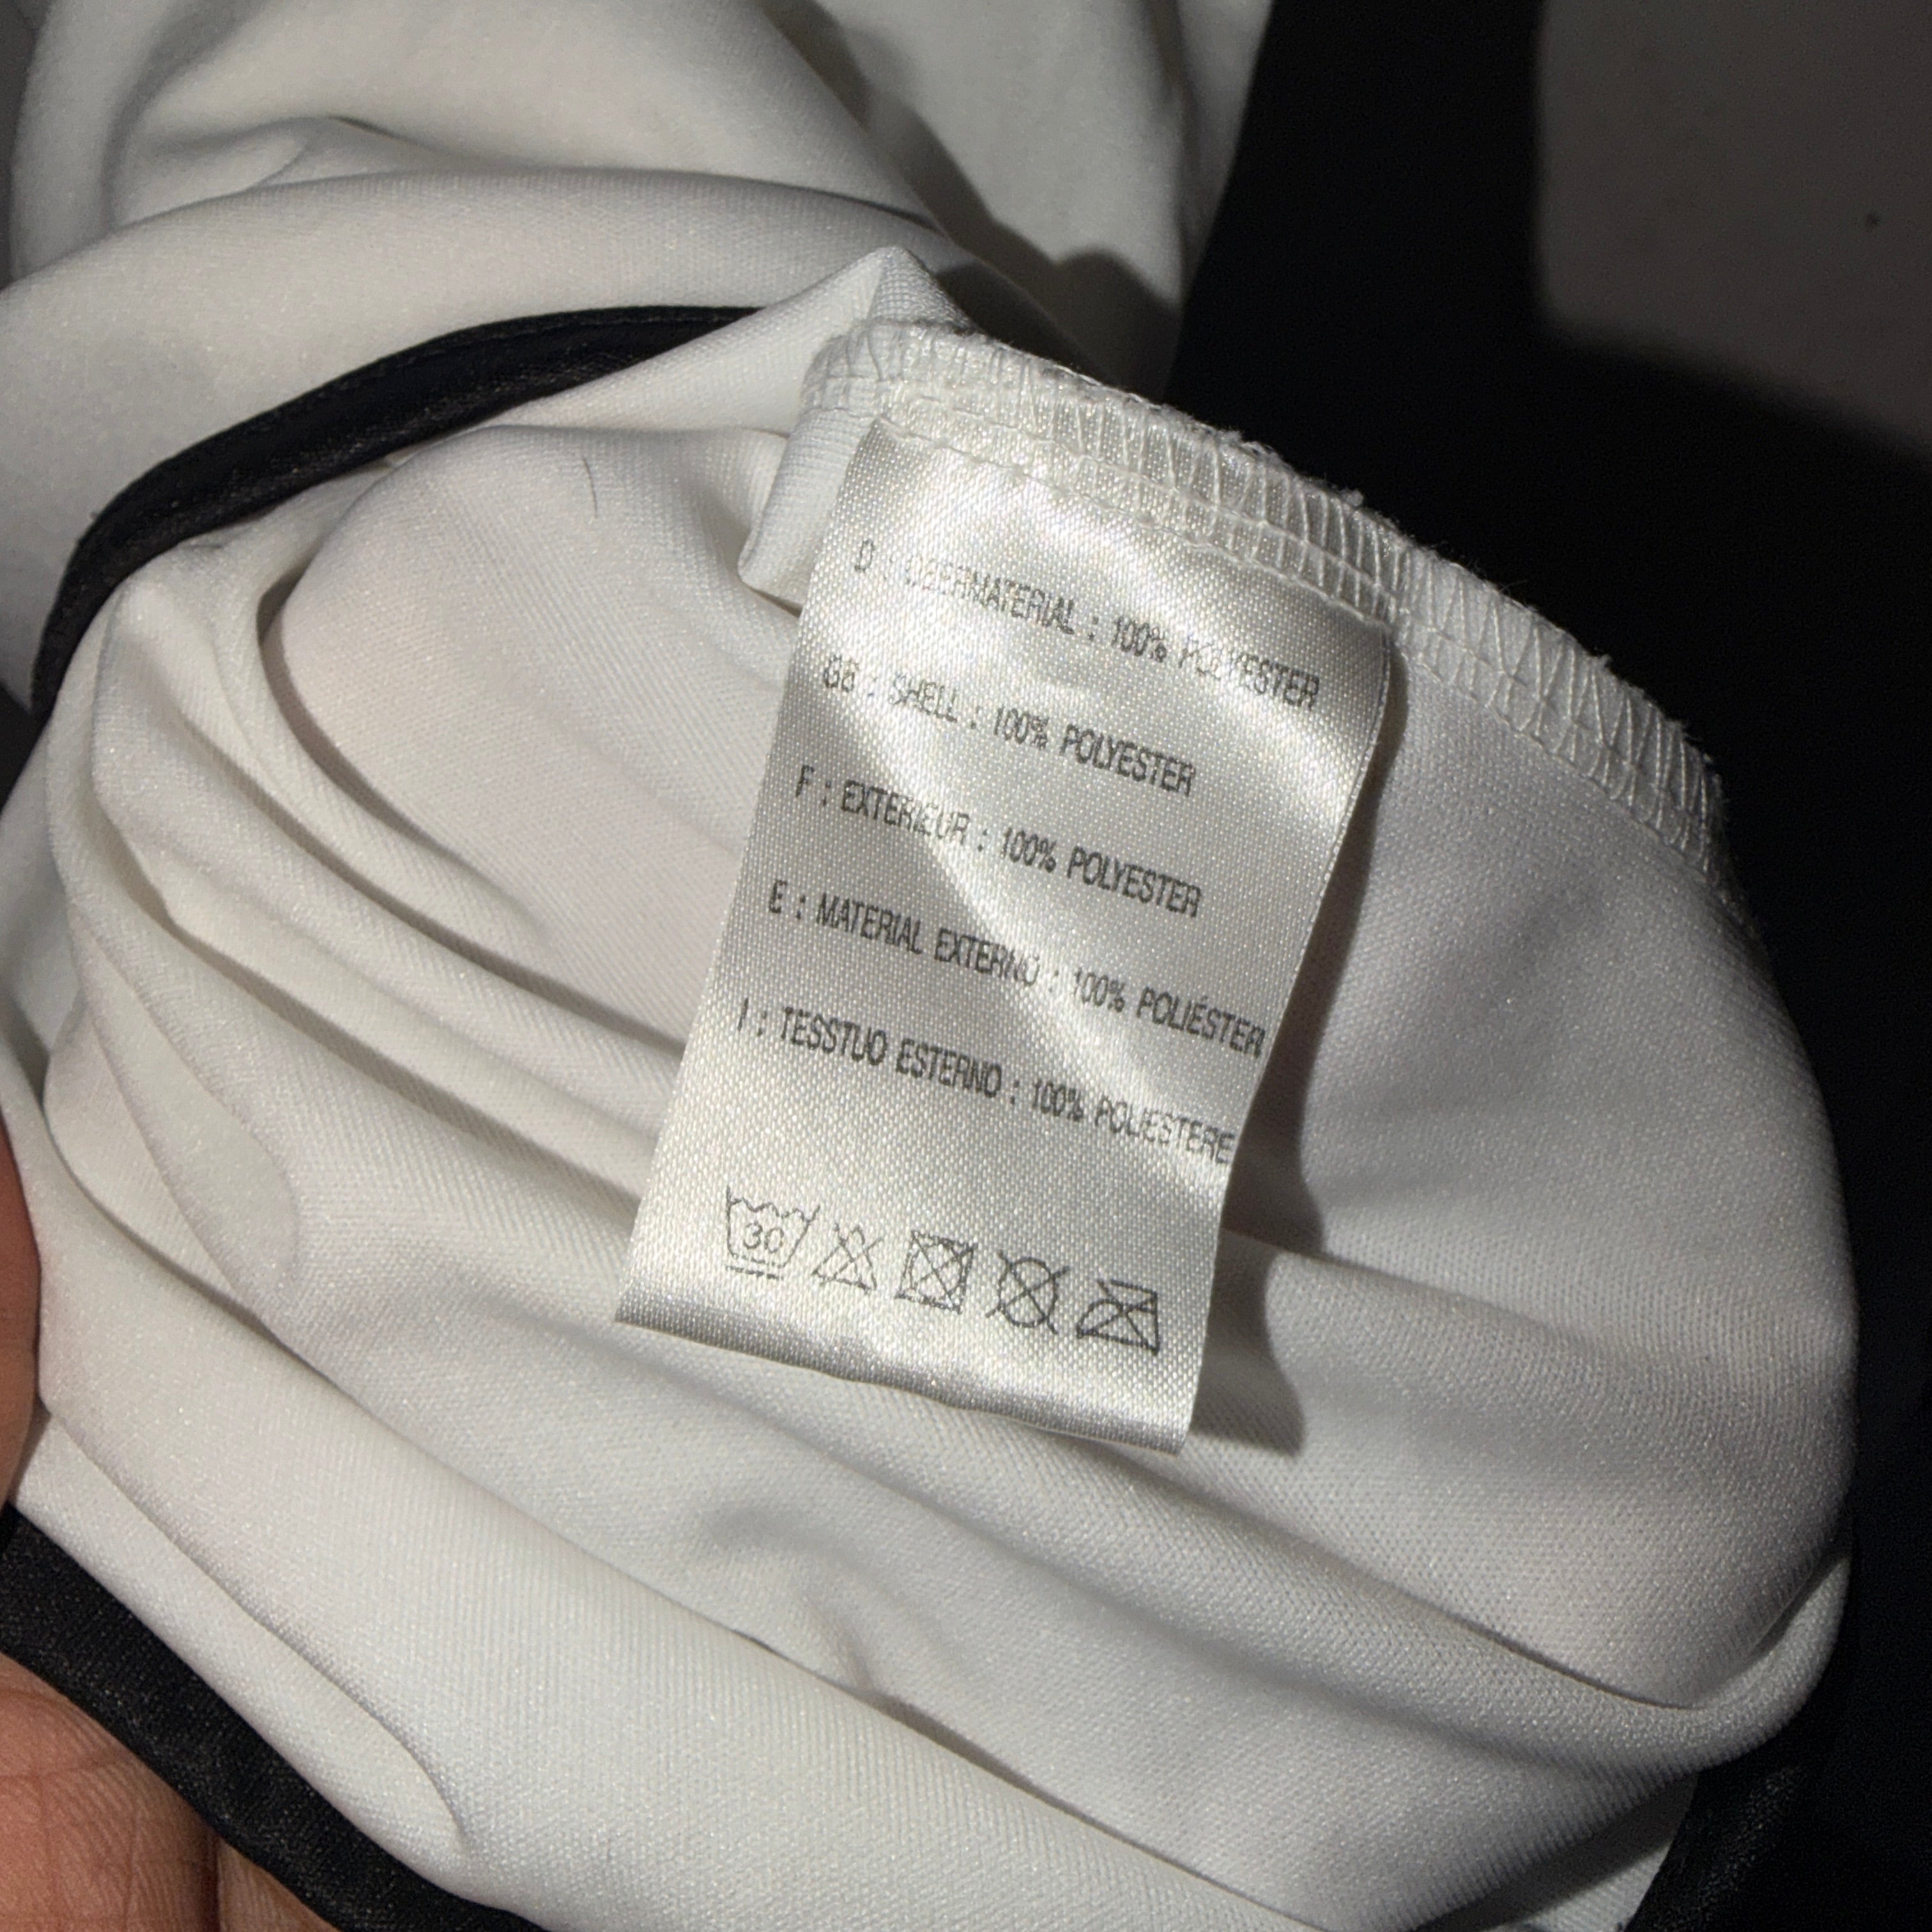 D : OBERMATERIAL : 100% POLYESTER
GB : SHELL : 100% POLYESTER
F : EXTERIEUR : 100% POLYESTER
E : MATERIAL EXTERNO : 100% POLIÉSTER
I : TESSTUO ESTERNO : 100% POLIESTERE
30